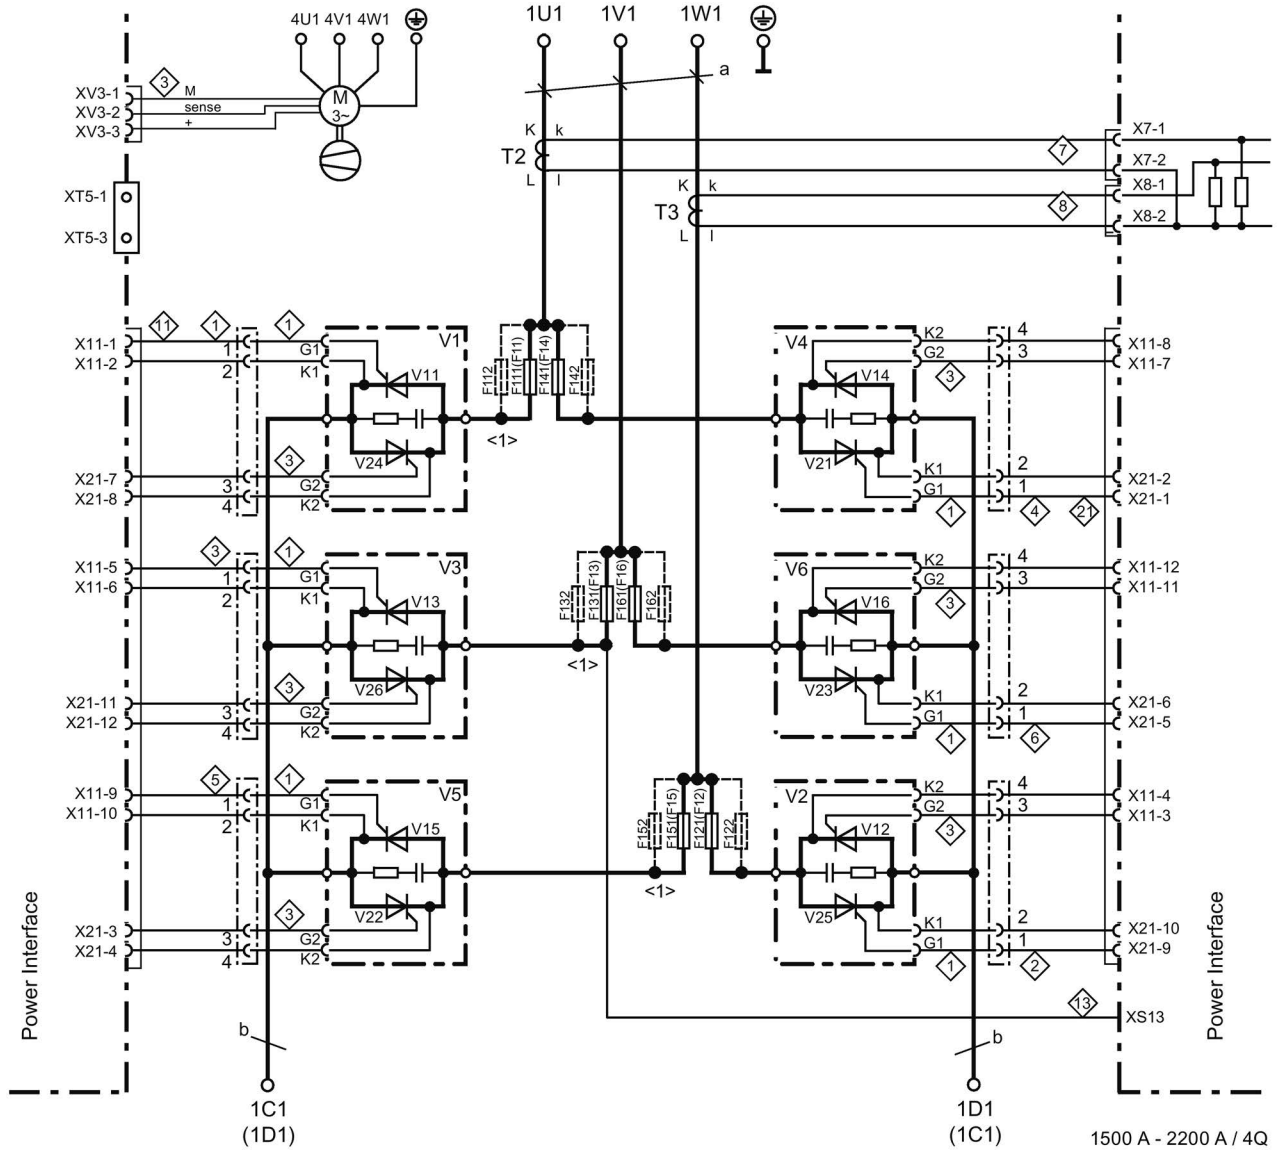 4U1 4V1 4W1
1U1 1V1 1W1
a
XV3-1
XV3-2
XV3-3
3
M
sense
+
M
3~
XT5-1
XT5-3
K k
T2
L l
K k
T3
L l
7
8
X7-1
X7-2
X8-1
X8-2
11 1 1
X11-1
X11-2
1
2
G1
K1
V1
V11
V24
3
X21-7
X21-8
3
4
G2
K2
F112
F111(F11)
F141(F14)
F142
<1>
V4
V14
V21
K2
G2
3
4
3
X11-8
X11-7
K1
G1
1
2
1
4
21
X21-2
X21-1
3 1
X11-5
X11-6
1
2
G1
K1
V3
V13
V26
3
X21-11
X21-12
3
4
G2
K2
F132
F131(F13)
F161(F16)
F162
<1>
V6
V16
V23
K2
G2
3
4
3
X11-12
X11-11
K1
G1
1
2
1
6
X21-6
X21-5
5 1
X11-9
X11-10
1
2
G1
K1
V5
V15
V22
3
X21-3
X21-4
3
4
G2
K2
F152
F151(F15)
F121(F12)
F122
<1>
V2
V12
V25
K2
G2
3
4
3
X11-4
X11-3
K1
G1
1
2
1
2
X21-10
X21-9
13
XS13
Power Interface
Power Interface
b
b
1C1
(1D1)
1D1
(1C1)
1500 A - 2200 A / 4Q